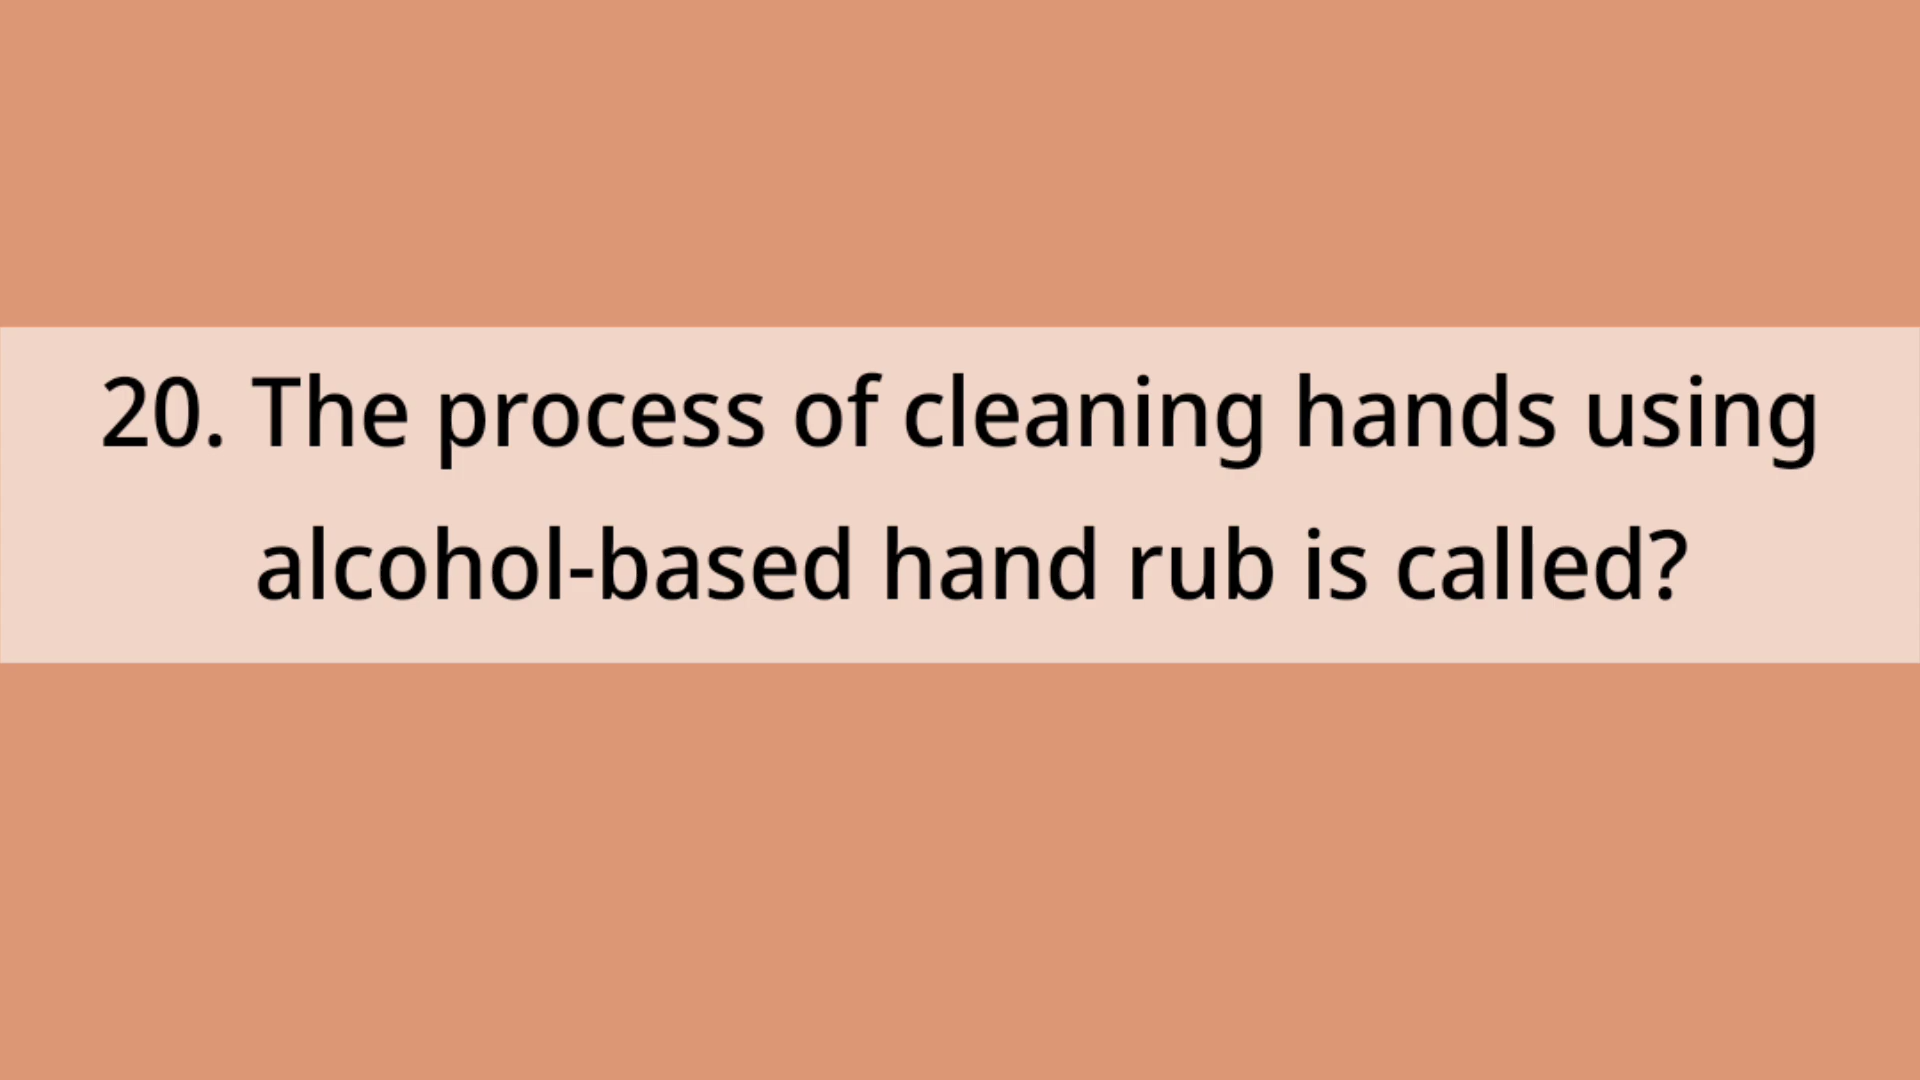 20. The process of cleaning hands using
alcohol-based hand rub is called?